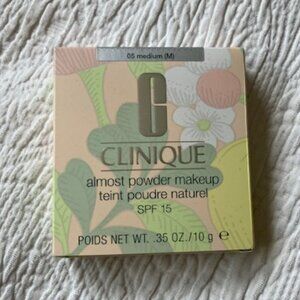 05 medium (M)
C
CLINIQUE
almost powder makeup
teint poudre naturel
SPF 15
POIDS NET WT. .35 OZ./10 g ℮